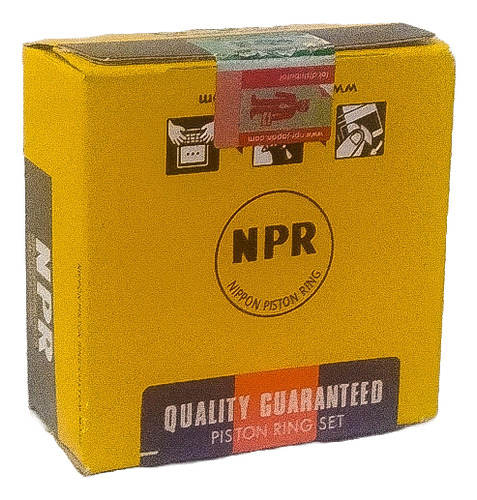 www.npr-japan.com
NPR
NIPPON PISTON RING
QUALITY GUARANTEED
PISTON RING SET
NPR